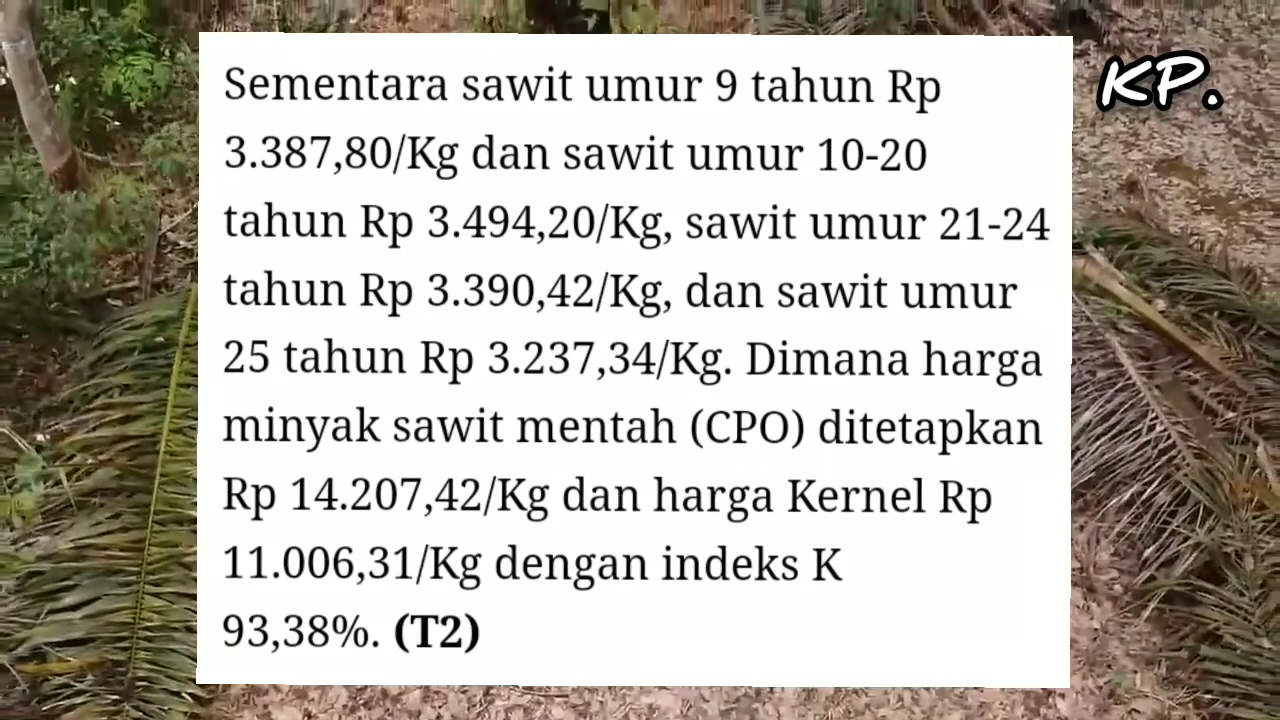 Sementara sawit umur 9 tahun Rp
3.387,80/Kg dan sawit umur 10-20
tahun Rp 3.494,20/Kg, sawit umur 21-24
tahun Rp 3.390,42/Kg, dan sawit umur
25 tahun Rp 3.237,34/Kg. Dimana harga
minyak sawit mentah (CPO) ditetapkan
Rp 14.207,42/Kg dan harga Kernel Rp
11.006,31/Kg dengan indeks K
93,38%. (T2)
KP.